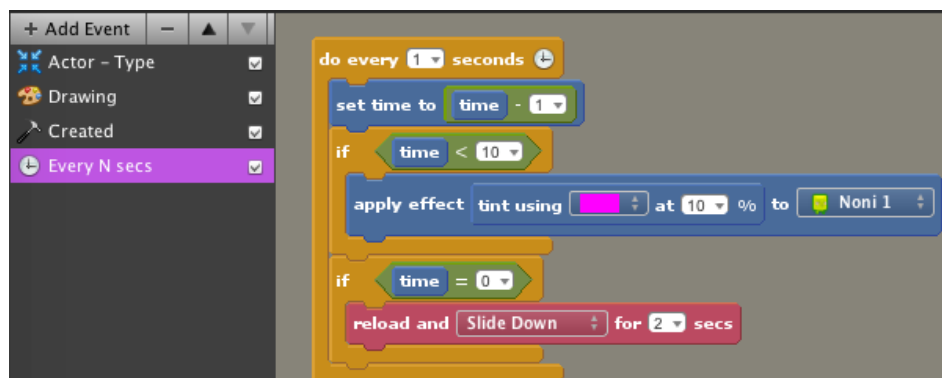 + Add Event −
Actor - Type
Drawing
Created
Every N secs
do every 1 seconds
set time to time - 1
if time < 10
apply effect tint using at 10 % to Noni 1
if time = 0
reload and Slide Down for 2 secs